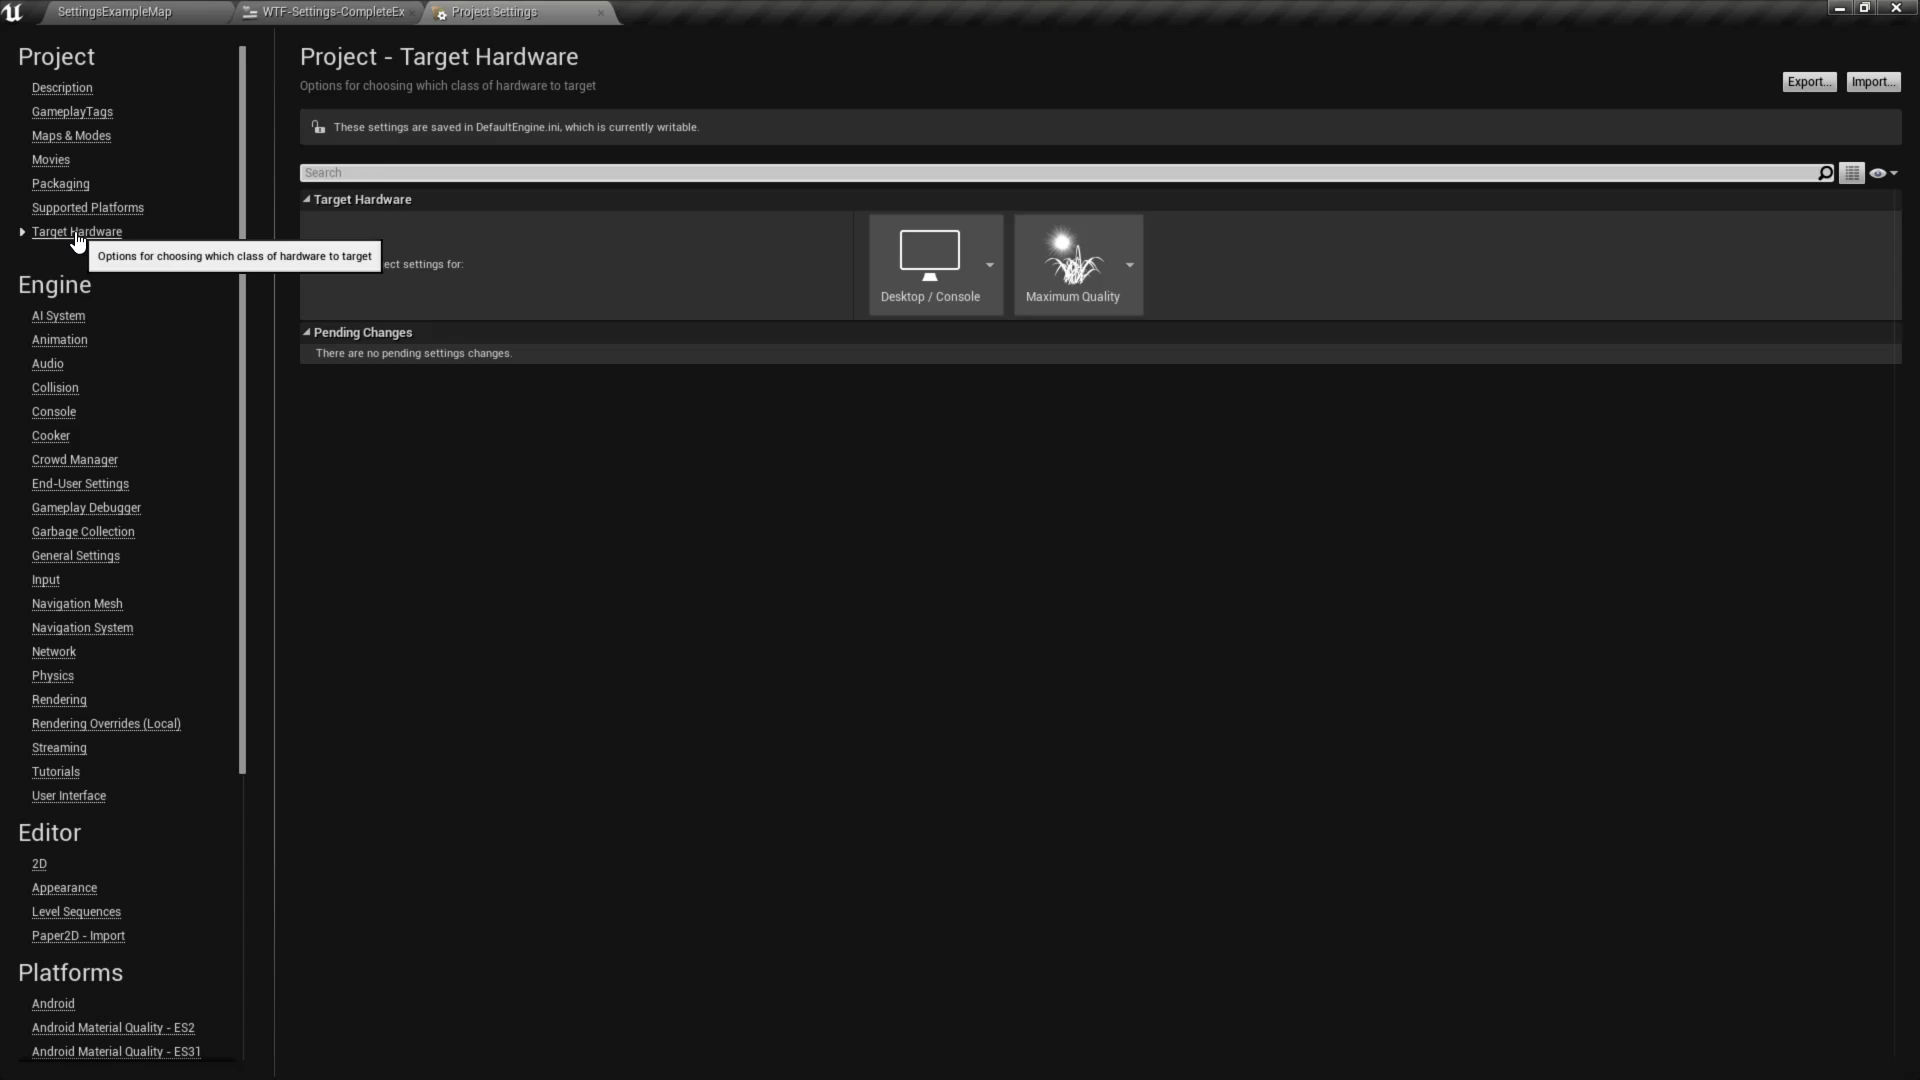 SettingsExampleMap
WTF-Settings-CompleteEx
Project Settings
Project
Description
GameplayTags
Maps & Modes
Movies
Packaging
Supported Platforms
Target Hardware
Options for choosing which class of hardware to target
Engine
AI System
Animation
Audio
Collision
Console
Cooker
Crowd Manager
End-User Settings
Gameplay Debugger
Garbage Collection
General Settings
Input
Navigation Mesh
Navigation System
Network
Physics
Rendering
Rendering Overrides (Local)
Streaming
Tutorials
User Interface
Editor
2D
Appearance
Level Sequences
Paper2D - Import
Platforms
Android
Android Material Quality - ES2
Android Material Quality - ES31
Project - Target Hardware
Options for choosing which class of hardware to target
Export...
Import...
These settings are saved in DefaultEngine.ini, which is currently writable.
Search
Target Hardware
ect settings for:
Desktop / Console
Maximum Quality
Pending Changes
There are no pending settings changes.